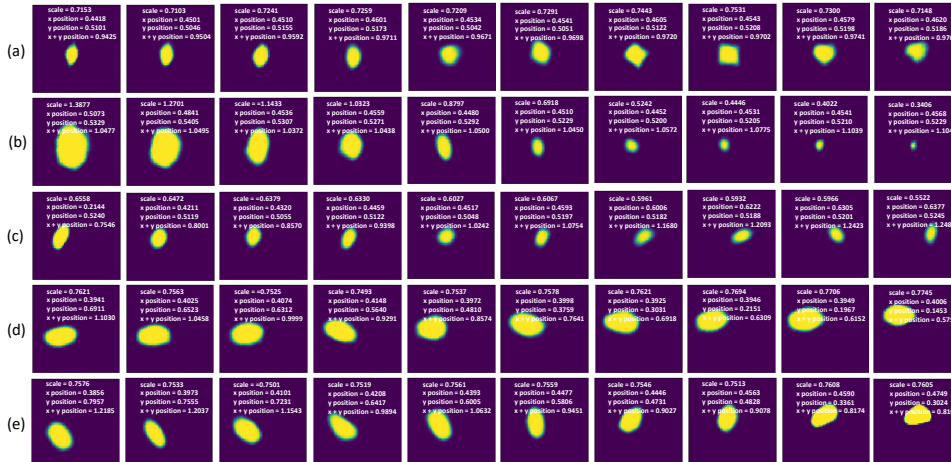 (a)
scale = 0.7153
x position = 0.4418
y position = 0.5101
x + y position = 0.9425
scale = 0.7103
x position = 0.4501
y position = 0.5046
x + y position = 0.9504
scale = 0.7241
x position = 0.4510
y position = 0.5155
x + y position = 0.9592
scale = 0.7259
x position = 0.4601
y position = 0.5173
x + y position = 0.9711
scale = 0.7209
x position = 0.4534
y position = 0.5042
x + y position = 0.9671
scale = 0.7291
x position = 0.4541
y position = 0.5051
x + y position = 0.9698
scale = 0.7443
x position = 0.4605
y position = 0.5122
x + y position = 0.9720
scale = 0.7531
x position = 0.4543
y position = 0.5208
x + y position = 0.9702
scale = 0.7300
x position = 0.4579
y position = 0.5198
x + y position = 0.9741
scale = 0.7148
x position = 0.4620
y position = 0.5186
x + y position = 0.976
(b)
scale = 1.3877
x position = 0.5073
y position = 0.5329
x + y position = 1.0477
scale = 1.2701
x position = 0.4841
y position = 0.5405
x + y position = 1.0495
scale = 1.1433
x position = 0.4536
y position = 0.5307
x + y position = 1.0372
scale = 1.0323
x position = 0.4559
y position = 0.5271
x + y position = 1.0438
scale = 0.8797
x position = 0.4480
y position = 0.5292
x + y position = 1.0500
scale = 0.6918
x position = 0.4510
y position = 0.5229
x + y position = 1.0450
scale = 0.5242
x position = 0.4452
y position = 0.5200
x + y position = 1.0572
scale = 0.4446
x position = 0.4531
y position = 0.5205
x + y position = 1.0775
scale = 0.4022
x position = 0.4541
y position = 0.5210
x + y position = 1.1039
scale = 0.3406
x position = 0.4568
y position = 0.5229
x + y position = 1.104
(c)
scale = 0.6558
x position = 0.2144
y position = 0.5240
x + y position = 0.7546
scale = 0.6472
x position = 0.4211
y position = 0.5119
x + y position = 0.8001
scale = 0.6379
x position = 0.4320
y position = 0.5055
x + y position = 0.8570
scale = 0.6330
x position = 0.4459
y position = 0.5122
x + y position = 0.9398
scale = 0.6027
x position = 0.4517
y position = 0.5048
x + y position = 1.0242
scale = 0.6067
x position = 0.4593
y position = 0.5197
x + y position = 1.0754
scale = 0.5961
x position = 0.6006
y position = 0.5182
x + y position = 1.1680
scale = 0.5932
x position = 0.6222
y position = 0.5188
x + y position = 1.2093
scale = 0.5966
x position = 0.6305
y position = 0.5201
x + y position = 1.2423
scale = 0.5522
x position = 0.6377
y position = 0.5245
x + y position = 1.248
(d)
scale = 0.7621
x position = 0.3941
y position = 0.6911
x + y position = 1.1030
scale = 0.7563
x position = 0.4025
y position = 0.6523
x + y position = 1.0458
scale = =0.7525
x position = 0.4074
y position = 0.6312
x + y position = 0.9999
scale = 0.7493
x position = 0.4148
y position = 0.5640
x + y position = 0.9291
scale = 0.7537
x position = 0.3972
y position = 0.4810
x + y position = 0.8574
scale = 0.7578
x position = 0.3998
y position = 0.3759
x + y position = 0.7641
scale = 0.7621
x position = 0.3925
y position = 0.3031
x + y position = 0.6918
scale = 0.7694
x position = 0.3946
y position = 0.2151
x + y position = 0.6309
scale = 0.7706
x position = 0.3949
y position = 0.1967
x + y position = 0.6152
scale = 0.7745
x position = 0.4006
y position = 0.1453
x + y position = 0.575
(e)
scale = 0.7576
x position = 0.3856
y position = 0.7957
x + y position = 1.2185
scale = 0.7533
x position = 0.3973
y position = 0.7555
x + y position = 1.2037
scale = =0.7501
x position = 0.4101
y position = 0.7231
x + y position = 1.1543
scale = 0.7519
x position = 0.4208
y position = 0.6417
x + y position = 0.9894
scale = 0.7561
x position = 0.4393
y position = 0.6005
x + y position = 1.0632
scale = 0.7559
x position = 0.4477
y position = 0.5806
x + y position = 0.9451
scale = 0.7546
x position = 0.4446
y position = 0.4731
x + y position = 0.9027
scale = 0.7513
x position = 0.4563
y position = 0.4828
x + y position = 0.9078
scale = 0.7608
x position = 0.4590
y position = 0.3361
x + y position = 0.8174
scale = 0.7605
x position = 0.4749
y position = 0.3024
x + y position =